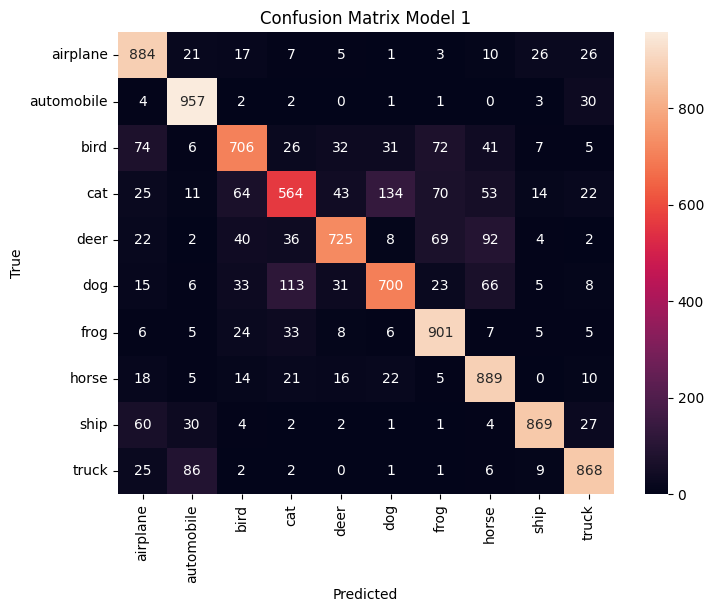 Confusion Matrix Model 1
airplane 884 21 17 7 5 1 3 10 26 26
automobile 4 957 2 2 0 1 1 0 3 30
bird 74 6 706 26 32 31 72 41 7 5
cat 25 11 64 564 43 134 70 53 14 22
deer 22 2 40 36 725 8 69 92 4 2
dog 15 6 33 113 31 700 23 66 5 8
frog 6 5 24 33 8 6 901 7 5 5
horse 18 5 14 21 16 22 5 889 0 10
ship 60 30 4 2 2 1 1 4 869 27
truck 25 86 2 2 0 1 1 6 9 868
airplane automobile bird cat deer dog frog horse ship truck
Predicted
True
800
600
400
200
0